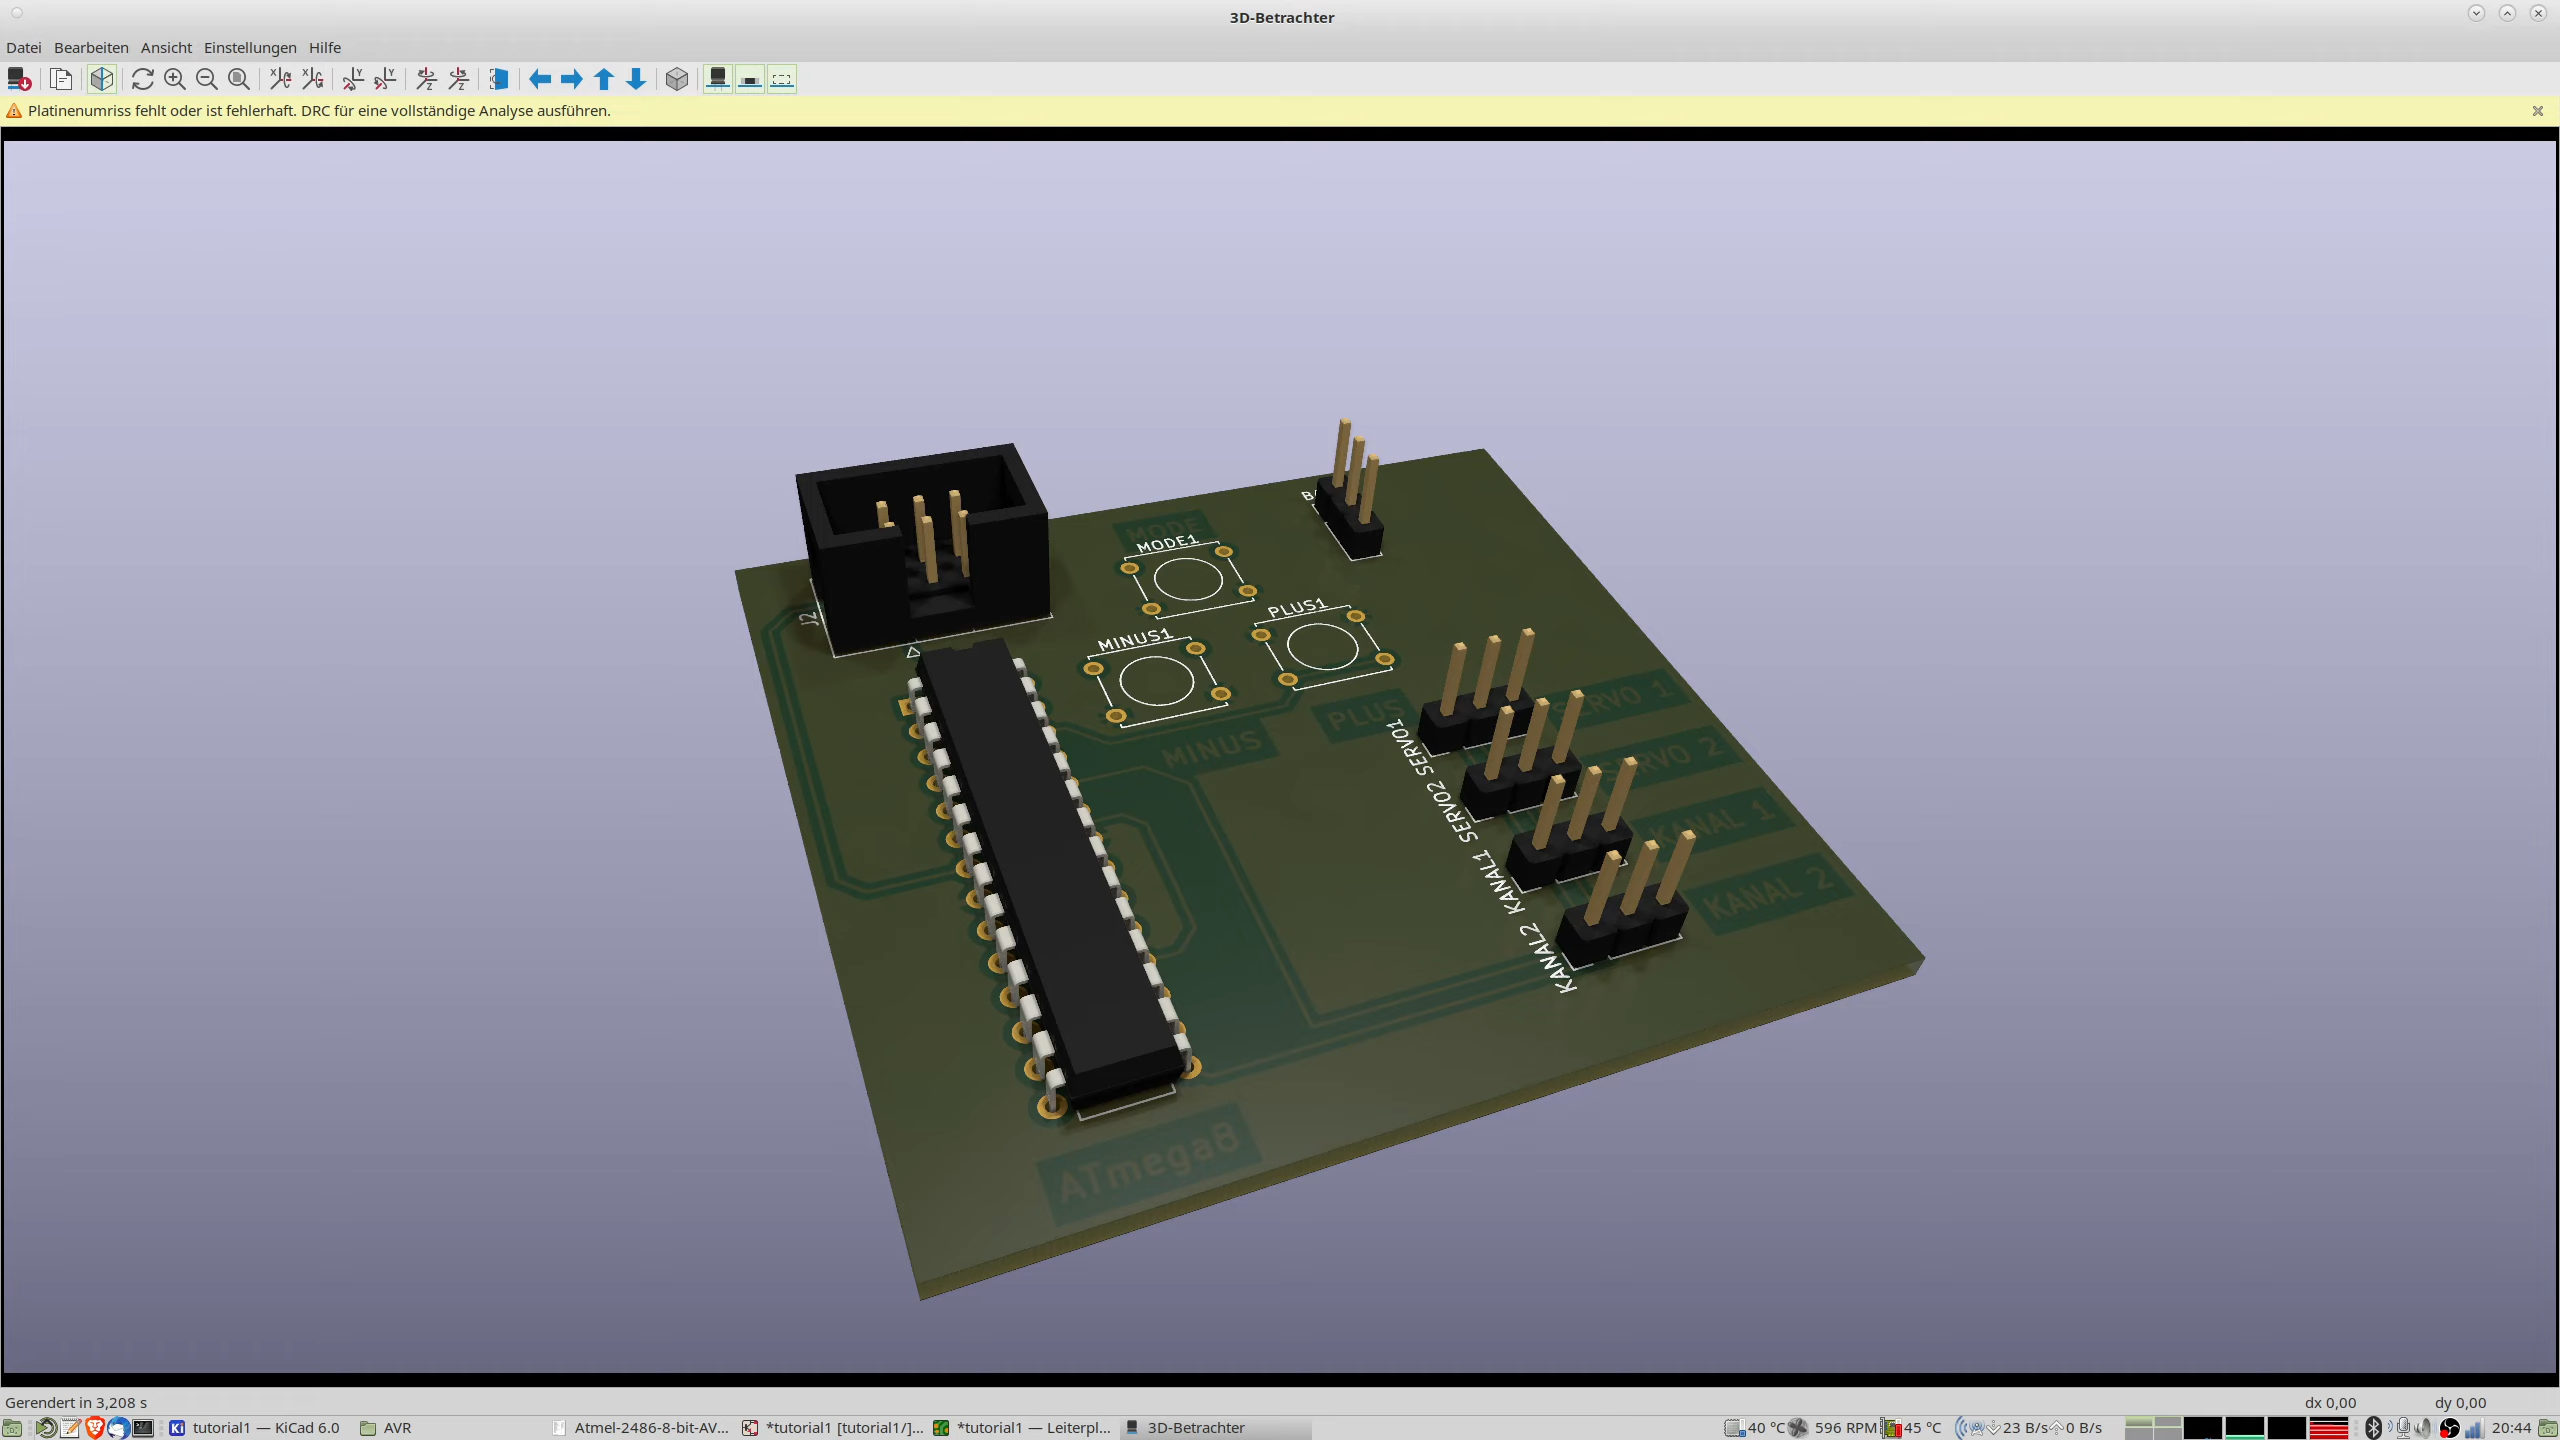 3D-Betrachter
Datei Bearbeiten Ansicht Einstellungen Hilfe
Platinenumriss fehlt oder ist fehlerhaft. DRC für eine vollständige Analyse ausführen.
MODE
MODE1
J2
PLUS1
MINUS1
PLUS
MINUS
SERVO 1
SERVO 2
KANAL 1
KANAL 2
SERVO1
SERVO2
KANAL1
KANAL2
ATmega8
Gerendert in 3,208 s
dx 0,00
dy 0,00
tutorial1 — KiCad 6.0
AVR
Atmel-2486-8-bit-AV...
*tutorial1 [tutorial1/]...
*tutorial1 — Leiterpl...
3D-Betrachter
40 °C
596 RPM
45 °C
23 B/s
0 B/s
20:44